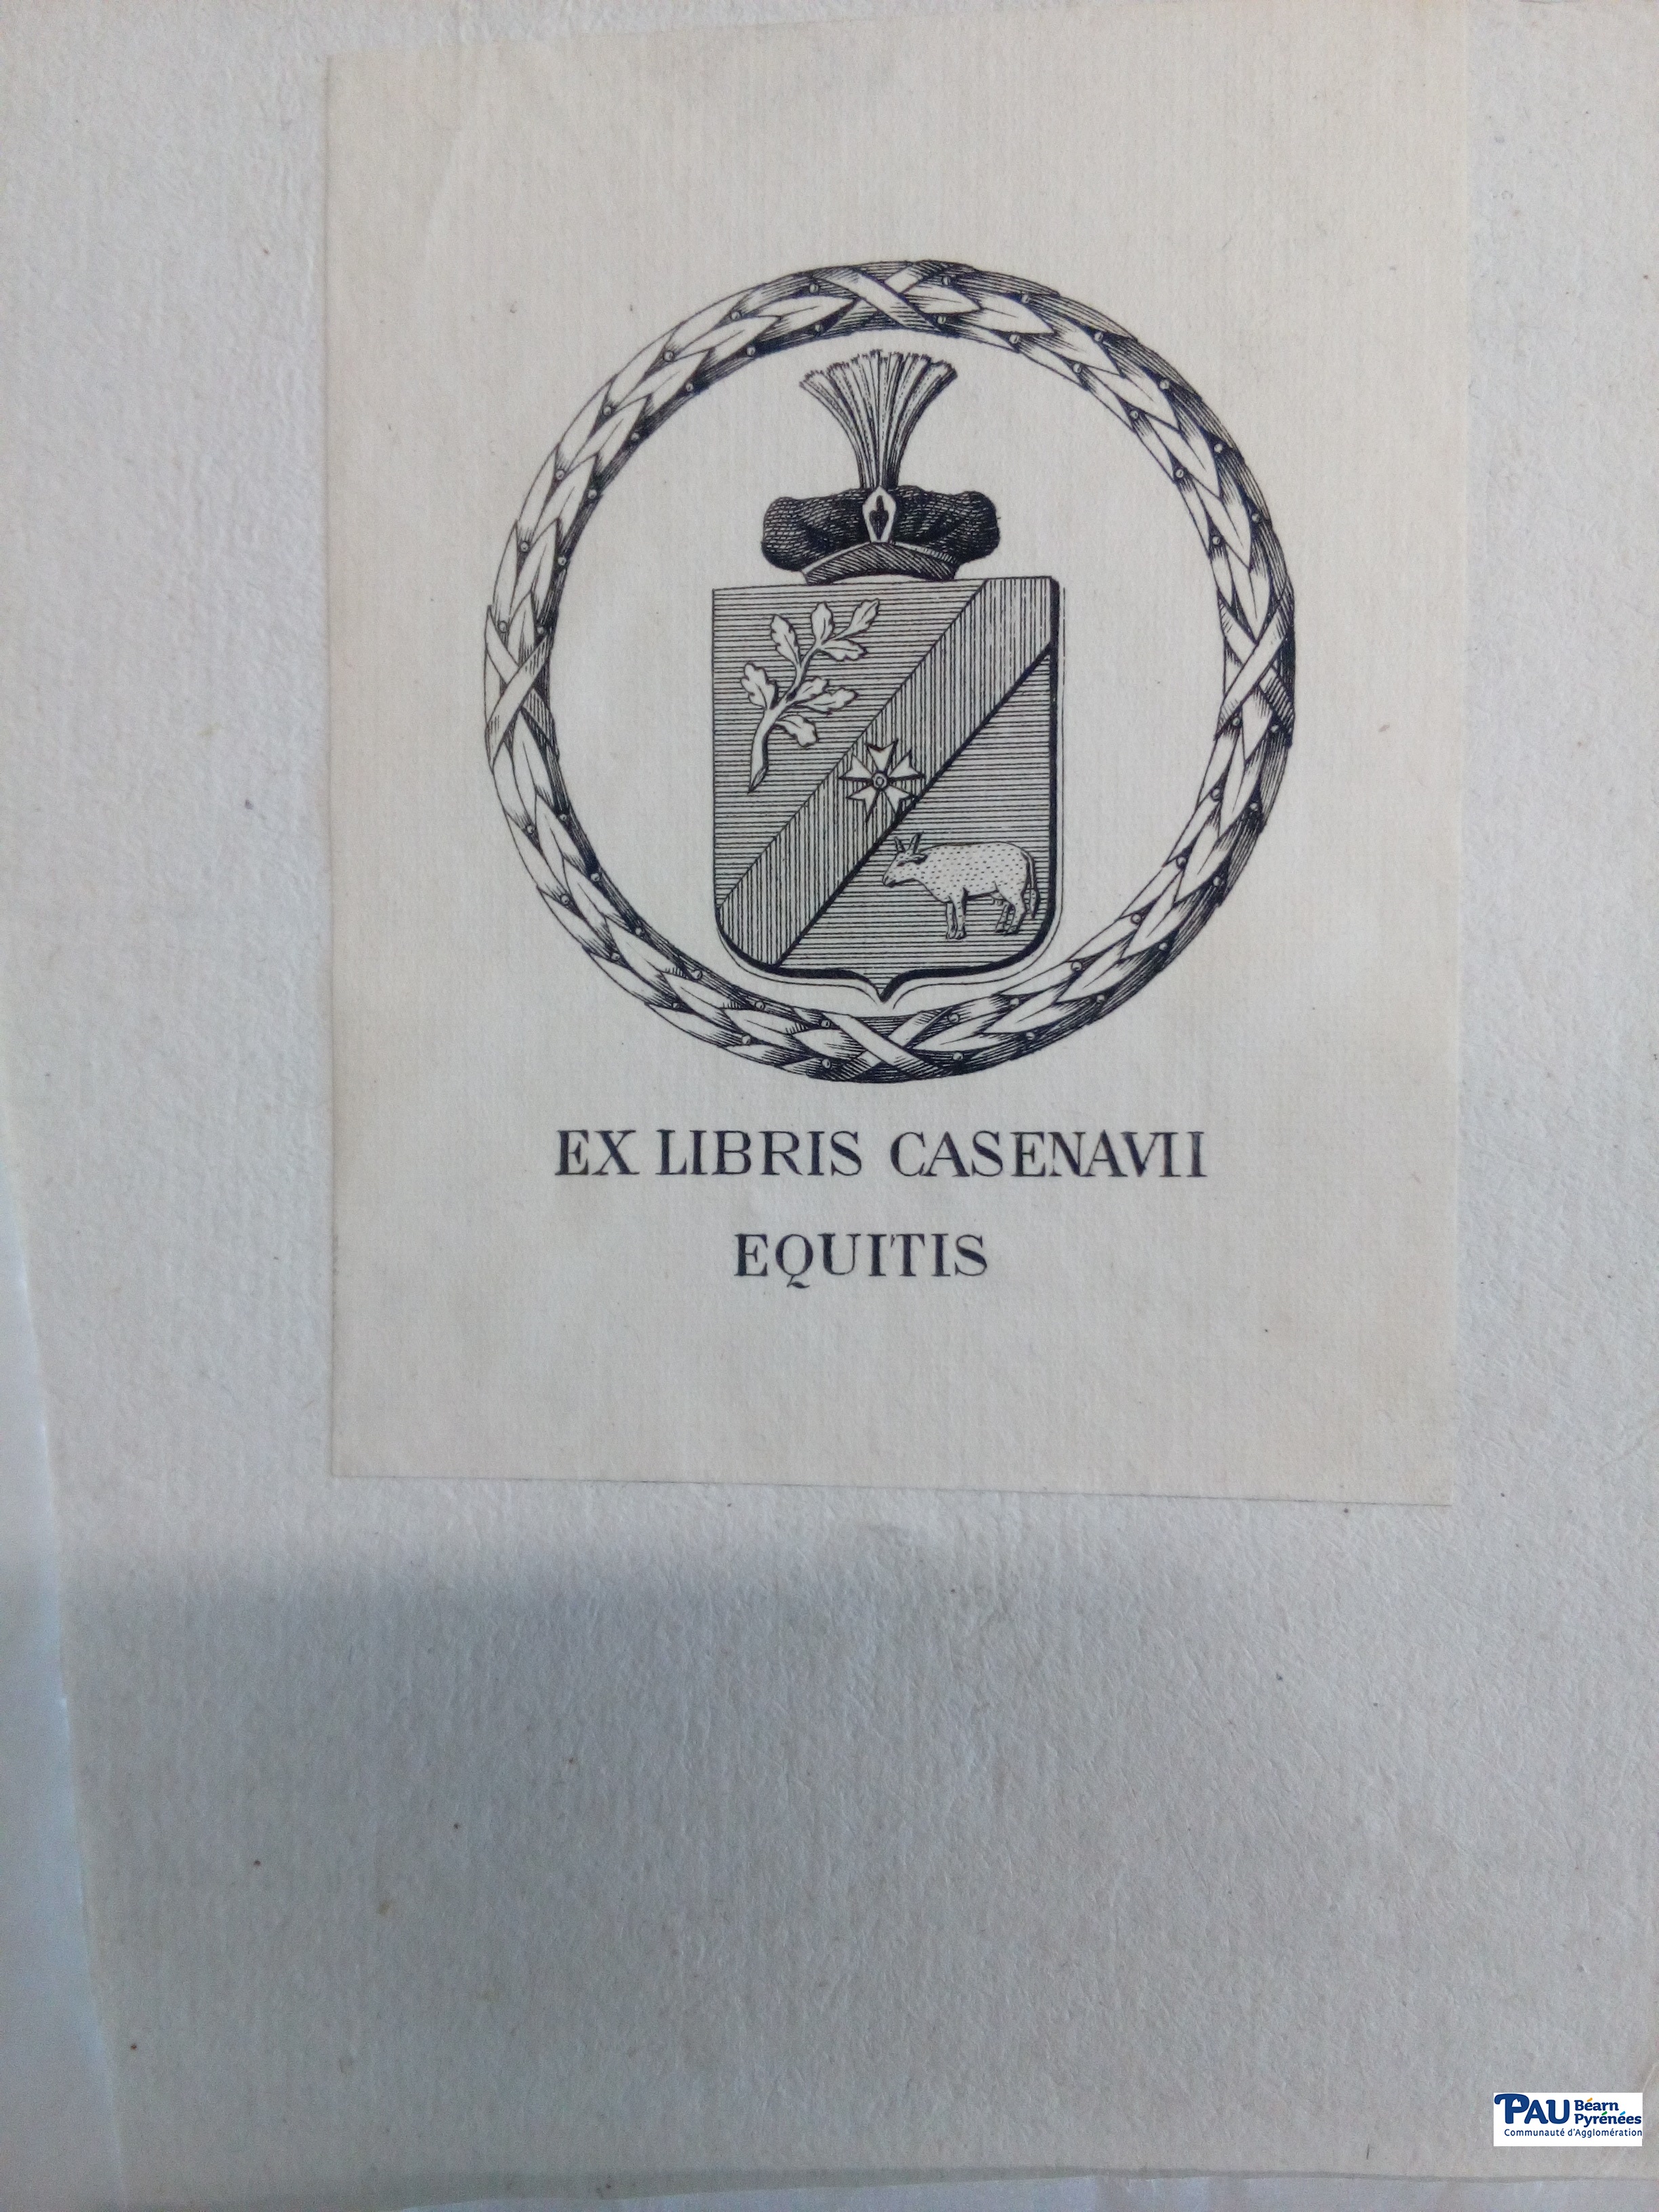 EX LIBRIS CASENAVII
EQUITIS
PAU Béarn
Pyrénées
Communauté d'Agglomération